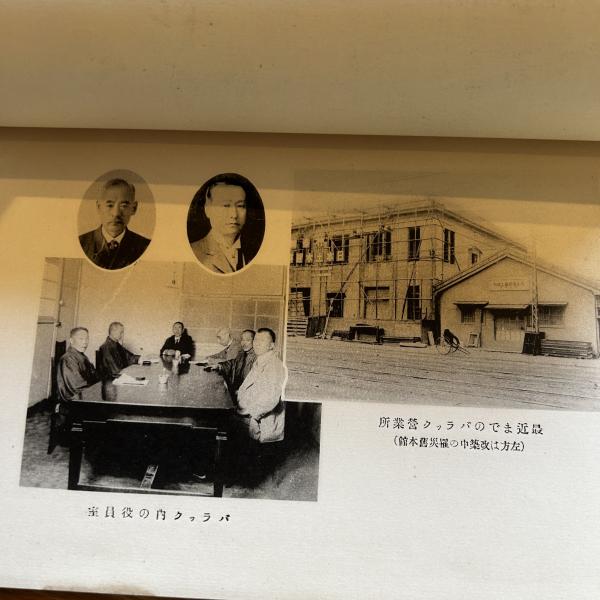 最近までのバラック營業所
(左方は改築中の罹災舊本館)
バラック内の役員室